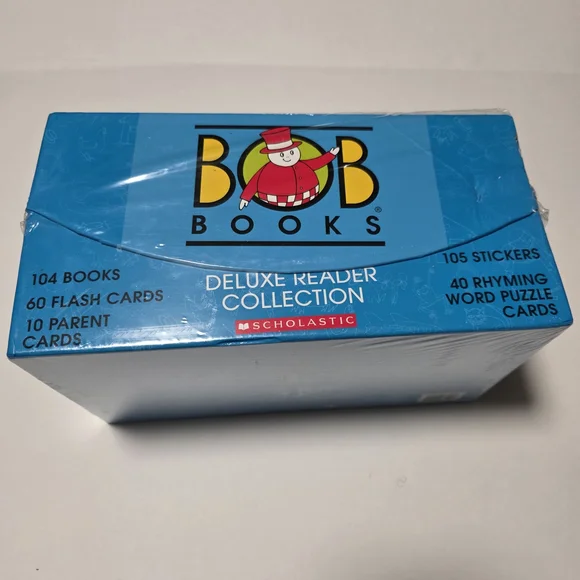 BOB
BOOKS®
DELUXE READER
COLLECTION
SCHOLASTIC
104 BOOKS
60 FLASH CARDS
10 PARENT
CARDS
105 STICKERS
40 RHYMING
WORD PUZZLE
CARDS